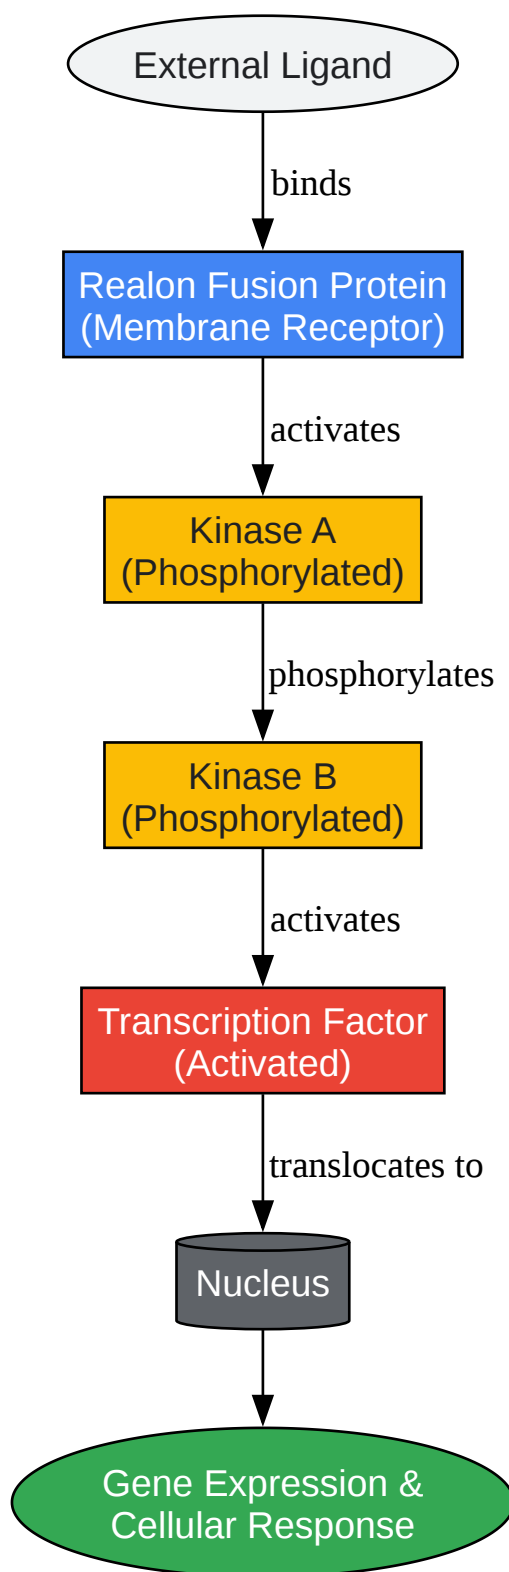 External Ligand
binds
Realon Fusion Protein
(Membrane Receptor)
activates
Kinase A
(Phosphorylated)
phosphorylates
Kinase B
(Phosphorylated)
activates
Transcription Factor
(Activated)
translocates to
Nucleus
Gene Expression &
Cellular Response